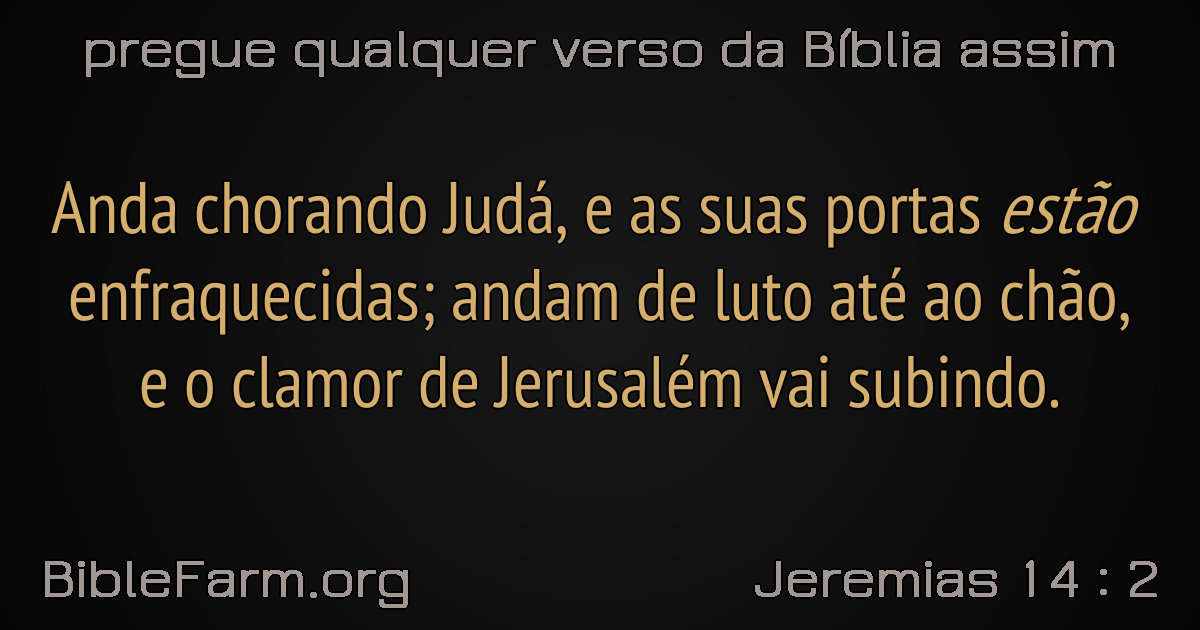 pregue qualquer verso da Bíblia assim
Anda chorando Judá, e as suas portas estão
enfraquecidas; andam de luto até ao chão,
e o clamor de Jerusalém vai subindo.
BibleFarm.org
Jeremias 14 : 2